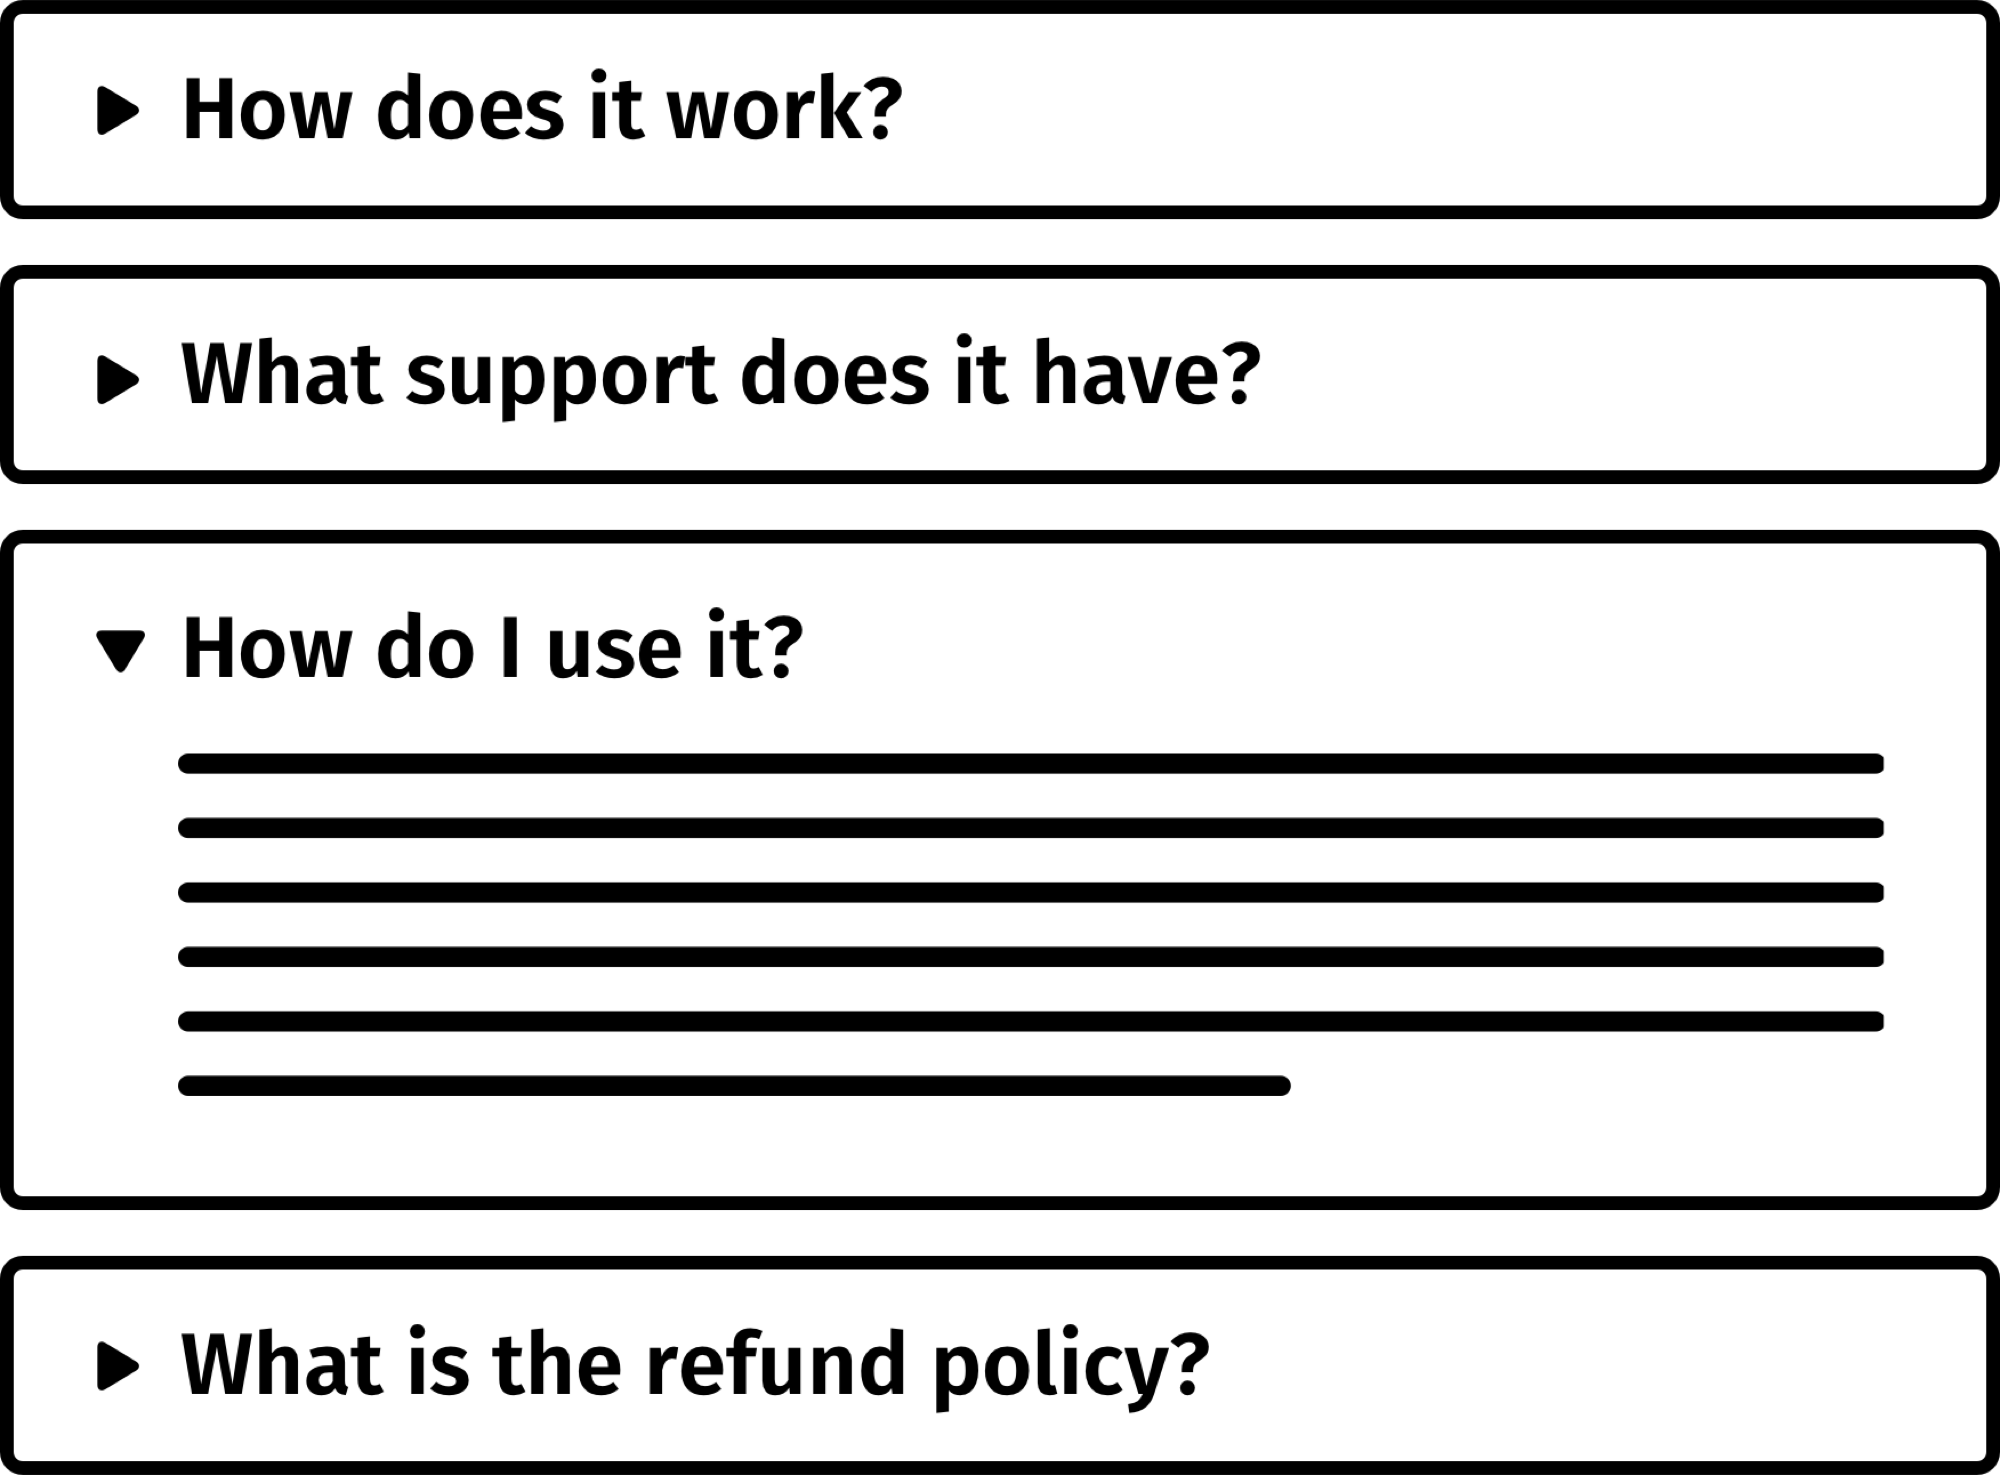 How does it work?
What support does it have?
How do I use it?
What is the refund policy?